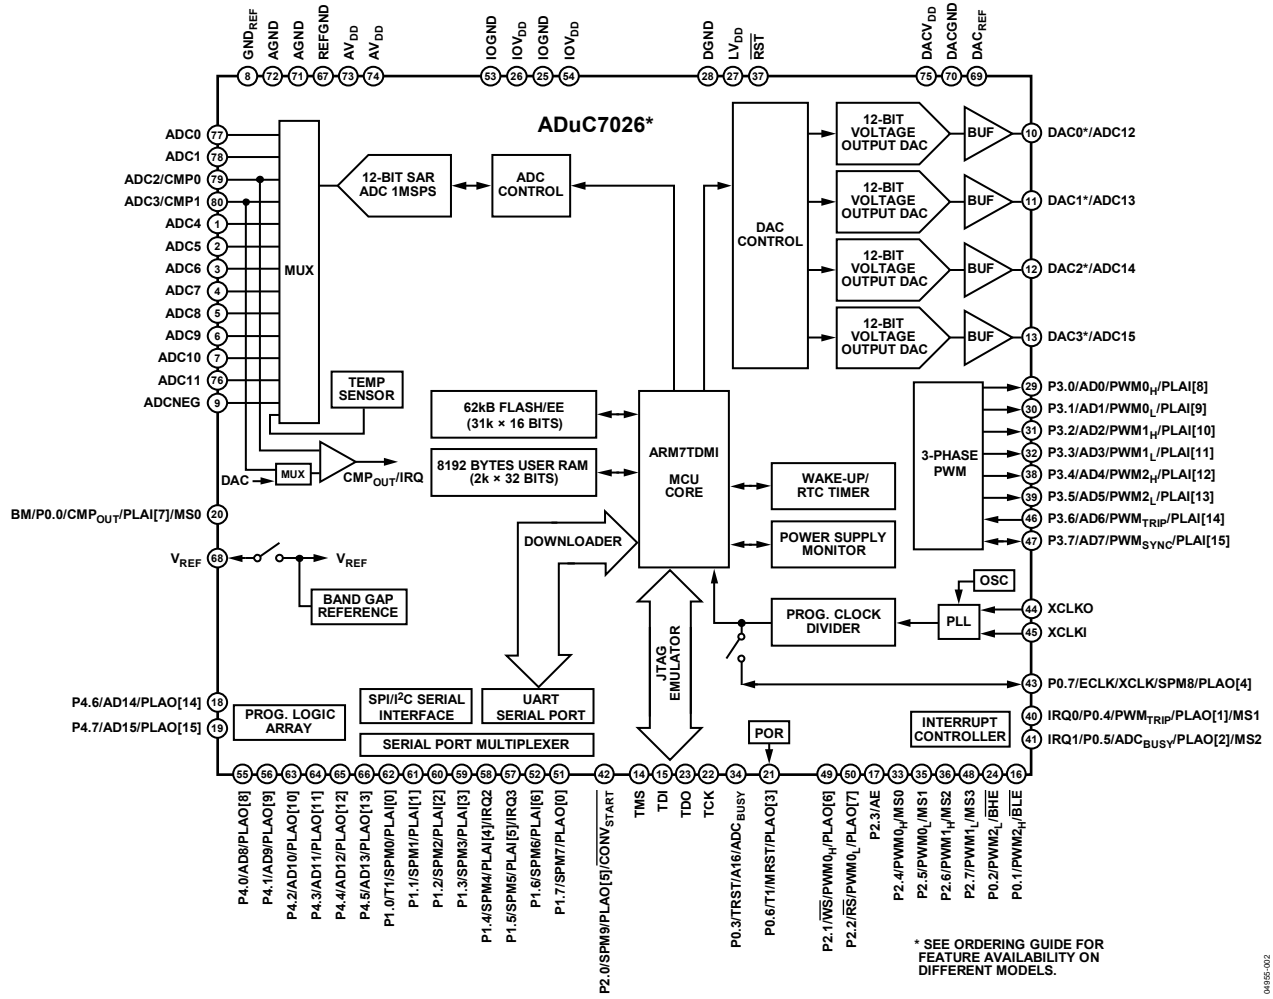 GND_REF
AGND
AGND
REFGND
AV_DD
AV_DD
IOGND
IOV_DD
IOGND
IOV_DD
DGND
LV_DD
RST
DACV_DD
DACGND
DAC_REF
8 72 71 67 73 74 53 26 25 54 28 27 37 75 70 69
ADuC7026*
ADC0 77
ADC1 78
ADC2/CMP0 79
ADC3/CMP1 80
ADC4 1
ADC5 2
ADC6 3
ADC7 4
ADC8 5
ADC9 6
ADC10 7
ADC11 76
ADCNEG 9
MUX
12-BIT SAR
ADC 1MSPS
ADC
CONTROL
DAC
CONTROL
12-BIT
VOLTAGE
OUTPUT DAC
BUF
10 DAC0*/ADC12
12-BIT
VOLTAGE
OUTPUT DAC
BUF
11 DAC1*/ADC13
12-BIT
VOLTAGE
OUTPUT DAC
BUF
12 DAC2*/ADC14
12-BIT
VOLTAGE
OUTPUT DAC
BUF
13 DAC3*/ADC15
TEMP
SENSOR
DAC
MUX
CMP_OUT/IRQ
62kB FLASH/EE
(31k × 16 BITS)
8192 BYTES USER RAM
(2k × 32 BITS)
ARM7TDMI
MCU
CORE
WAKE-UP/
RTC TIMER
POWER SUPPLY
MONITOR
3-PHASE
PWM
29 P3.0/AD0/PWM0_H/PLAI[8]
30 P3.1/AD1/PWM0_L/PLAI[9]
31 P3.2/AD2/PWM1_H/PLAI[10]
32 P3.3/AD3/PWM1_L/PLAI[11]
38 P3.4/AD4/PWM2_H/PLAI[12]
39 P3.5/AD5/PWM2_L/PLAI[13]
46 P3.6/AD6/PWM_TRIP/PLAI[14]
47 P3.7/AD7/PWM_SYNC/PLAI[15]
BM/P0.0/CMP_OUT/PLAI[7]/MS0 20
V_REF 68
V_REF
BAND GAP
REFERENCE
DOWNLOADER
JTAG
EMULATOR
PROG. CLOCK
DIVIDER
PLL
OSC
44 XCLKO
45 XCLKI
43 P0.7/ECLK/XCLK/SPM8/PLAO[4]
40 IRQ0/P0.4/PWM_TRIP/PLAO[1]/MS1
41 IRQ1/P0.5/ADC_BUSY/PLAO[2]/MS2
P4.6/AD14/PLAO[14] 18
P4.7/AD15/PLAO[15] 19
PROG. LOGIC
ARRAY
SPI/I2C SERIAL
INTERFACE
UART
SERIAL PORT
SERIAL PORT MULTIPLEXER
POR
INTERRUPT
CONTROLLER
55 56 63 64 65 66 62 61 60 59 58 57 52 51 42 14 15 23 22 34 21 49 50 17 33 35 36 48 24 16
P4.0/AD8/PLAO[8]
P4.1/AD9/PLAO[9]
P4.2/AD10/PLAO[10]
P4.3/AD11/PLAO[11]
P4.4/AD12/PLAO[12]
P4.5/AD13/PLAO[13]
P1.0/T1/SPM0/PLAI[0]
P1.1/SPM1/PLAI[1]
P1.2/SPM2/PLAI[2]
P1.3/SPM3/PLAI[3]
P1.4/SPM4/PLAI[4]/IRQ2
P1.5/SPM5/PLAI[5]/IRQ3
P1.6/SPM6/PLAI[6]
P1.7/SPM7/PLAO[0]
P2.0/SPM9/PLAO[5]/CONV_START
TMS
TDI
TDO
TCK
P0.3/TRST/A16/ADC_BUSY
P0.6/T1/MRST/PLAO[3]
P2.1/WS/PWM0_H/PLAO[6]
P2.2/RS/PWM0_L/PLAO[7]
P2.3/AE
P2.4/PWM0_H/MS0
P2.5/PWM0_L/MS1
P2.6/PWM1_H/MS2
P2.7/PWM1_L/MS3
P0.2/PWM2_L/BHE
P0.1/PWM2_H/BLE
* SEE ORDERING GUIDE FOR
FEATURE AVAILABILITY ON
DIFFERENT MODELS.
04955-002